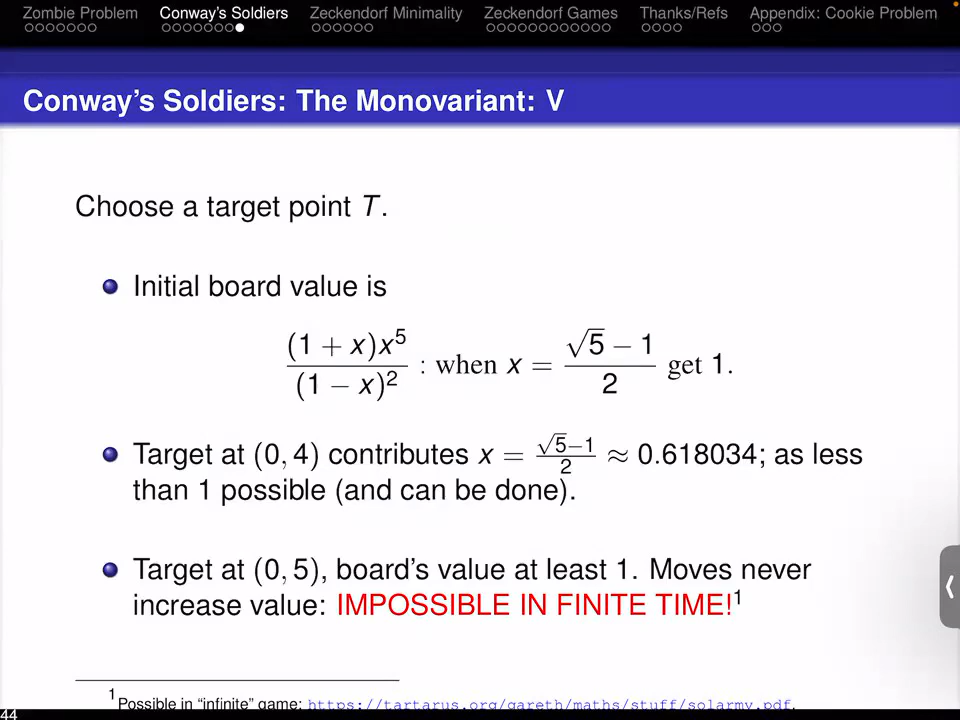 Zombie Problem Conway's Soldiers Zeckendorf Minimality Zeckendorf Games Thanks/Refs Appendix: Cookie Problem
Conway's Soldiers: The Monovariant: V
Choose a target point T.
Initial board value is
(1 + x)x^5 / (1 − x)^2 : when x = (√5 − 1) / 2 get 1.
Target at (0, 4) contributes x = (√5−1)/2 ≈ 0.618034; as less
than 1 possible (and can be done).
Target at (0, 5), board's value at least 1. Moves never
increase value: IMPOSSIBLE IN FINITE TIME!1
1Possible in "infinite" game: https://tartarus.org/gareth/maths/stuff/solarmy.pdf.
44